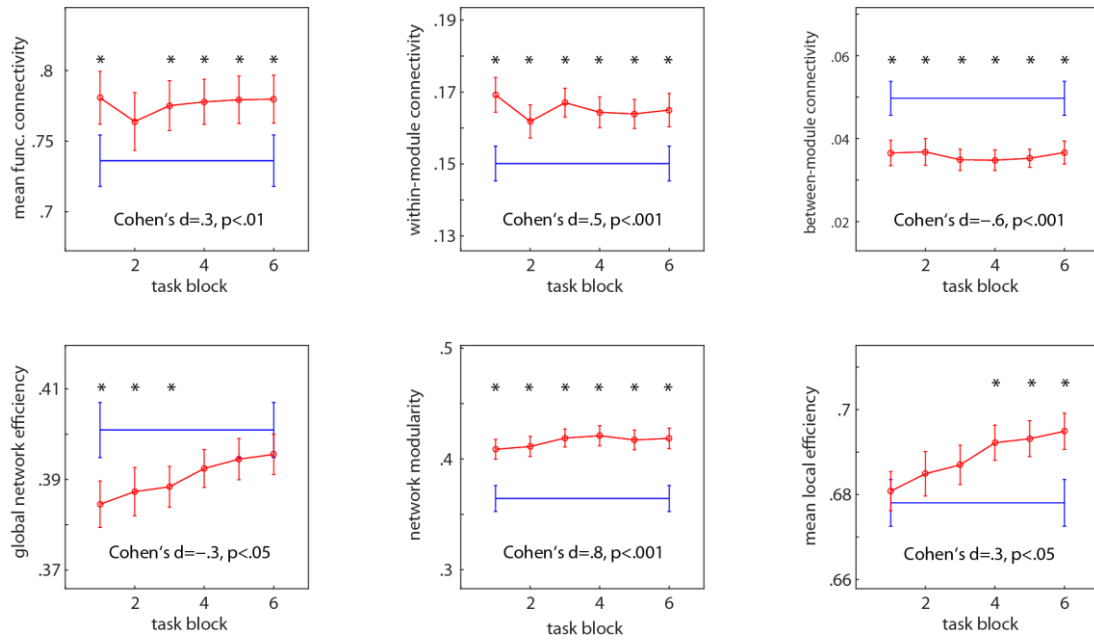 mean func. connectivity
.8
.75
.7
* * * * *
Cohen‘s d=.3, p<.01
2 4 6
task block
within-module connectivity
.19
.17
.15
.13
* * * * * *
Cohen‘s d=.5, p<.001
2 4 6
task block
between-module connectivity
.06
.04
.02
* * * * * *
Cohen‘s d=−.6, p<.001
2 4 6
task block
global network efficiency
.41
.39
.37
* * *
Cohen‘s d=−.3, p<.05
2 4 6
task block
network modularity
.5
.4
.3
* * * * * *
Cohen‘s d=.8, p<.001
2 4 6
task block
mean local efficiency
.7
.68
.66
* * *
Cohen‘s d=.3, p<.05
2 4 6
task block